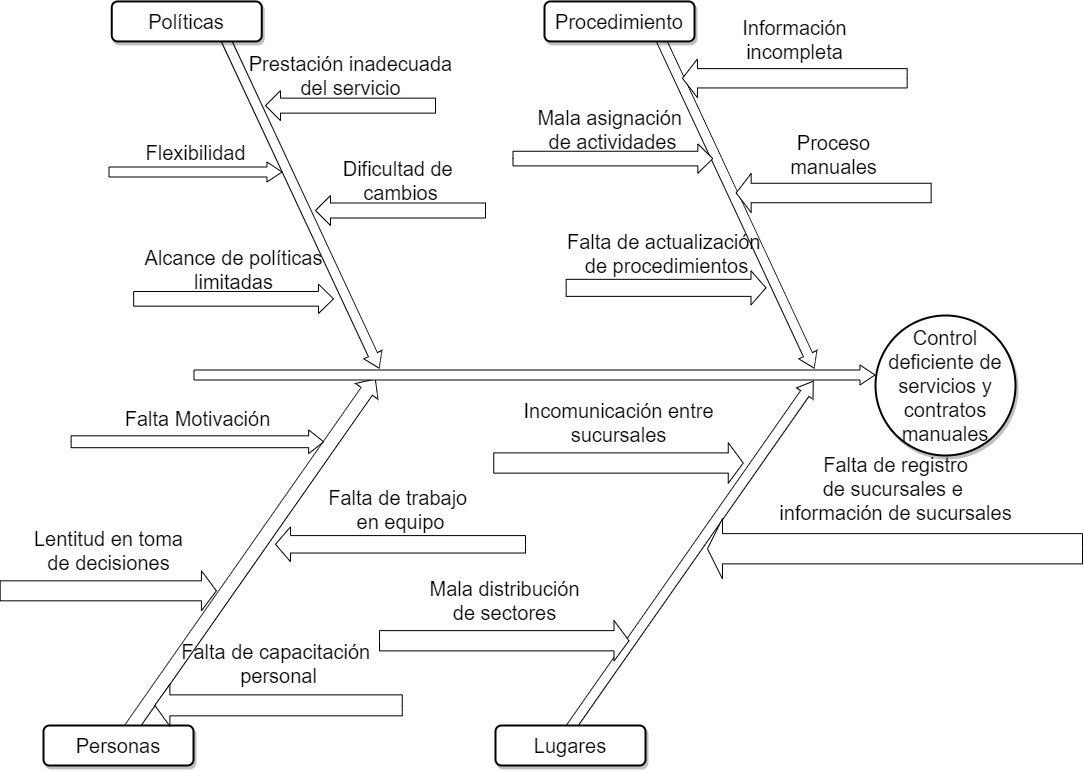 Políticas
Procedimiento
Prestación inadecuada
del servicio
Flexibilidad
Dificultad de
cambios
Alcance de políticas
limitadas
Información
incompleta
Mala asignación
de actividades
Proceso
manuales
Falta de actualización
de procedimientos
Control
deficiente de
servicios y
contratos
manuales
Falta Motivación
Falta de trabajo
en equipo
Lentitud en toma
de decisiones
Falta de capacitación
personal
Incomunicación entre
sucursales
Falta de registro
de sucursales e
información de sucursales
Mala distribución
de sectores
Personas
Lugares